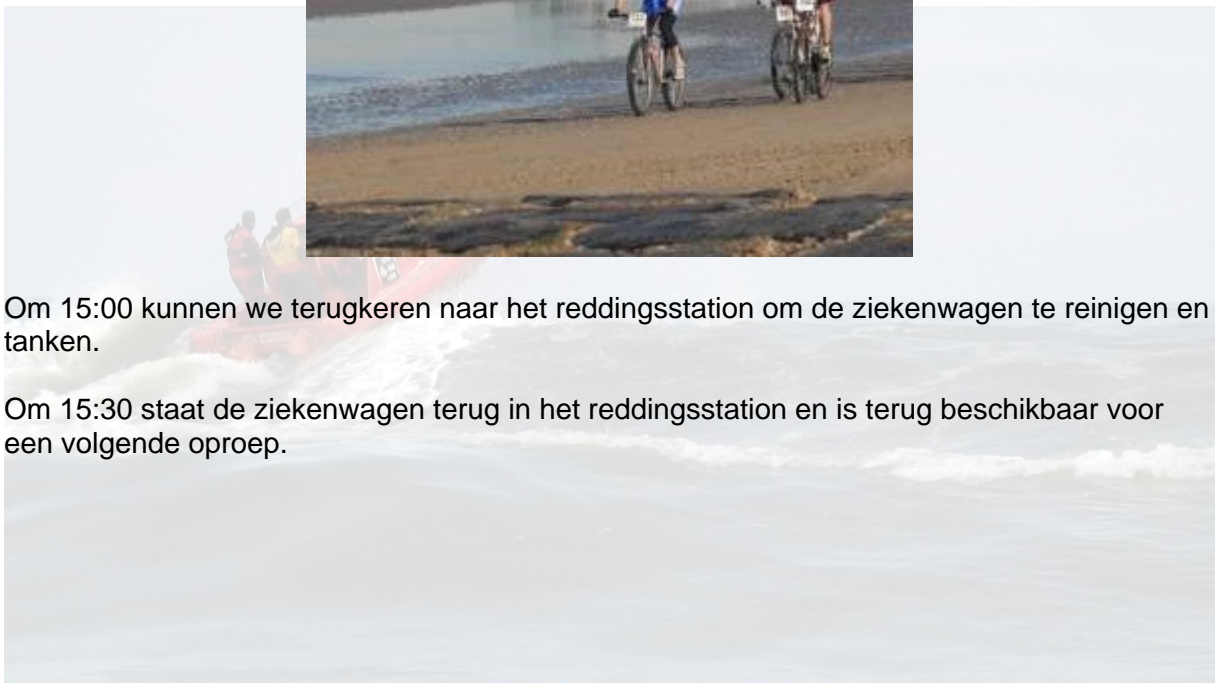 Om 15:00 kunnen we terugkeren naar het reddingsstation om de ziekenwagen te reinigen en
tanken.
Om 15:30 staat de ziekenwagen terug in het reddingsstation en is terug beschikbaar voor
een volgende oproep.